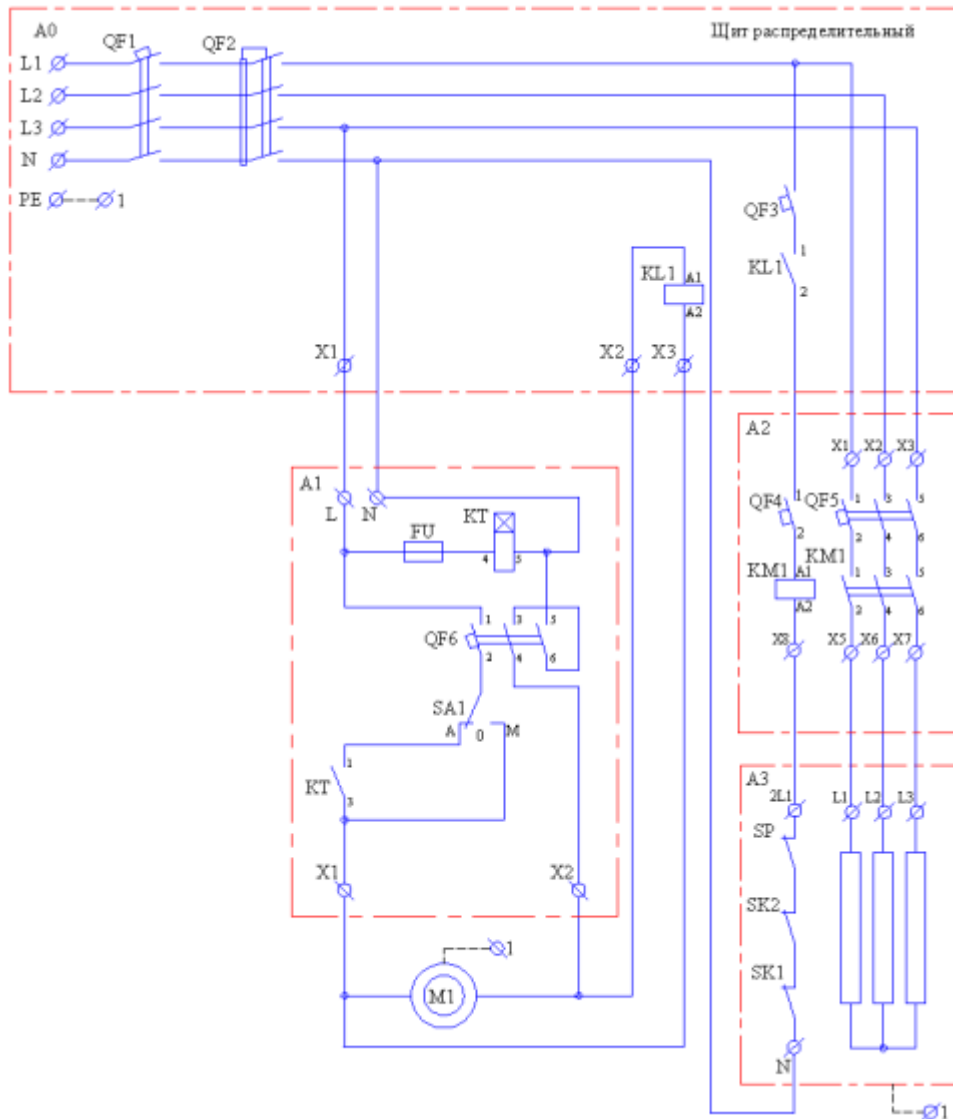 A0
QF1
QF2
Щит распределительный
L1
L2
L3
N
PE
1
QF3
1
KL1
2
KL1
A1
A2
X1
X2
X3
A2
X1
X2
X3
A1
L
N
FU
KT
4
5
QF4
1
2
QF5
1
3
5
2
4
6
KM1
A1
A2
KM1
1
3
5
2
4
6
QF6
1
3
5
2
4
6
X8
X5
X6
X7
SA1
A
0
M
KT
1
3
A3
2L1
L1
L2
L3
SP
X1
X2
SK2
1
M1
SK1
N
1